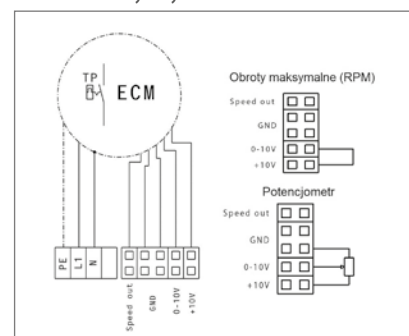 TP
ECM
PE
L1
N
Speed out
GND
0-10V
+10V
Obroty maksymalne (RPM)
Speed out
GND
0-10V
+10V
Potencjometr
Speed out
GND
0-10V
+10V